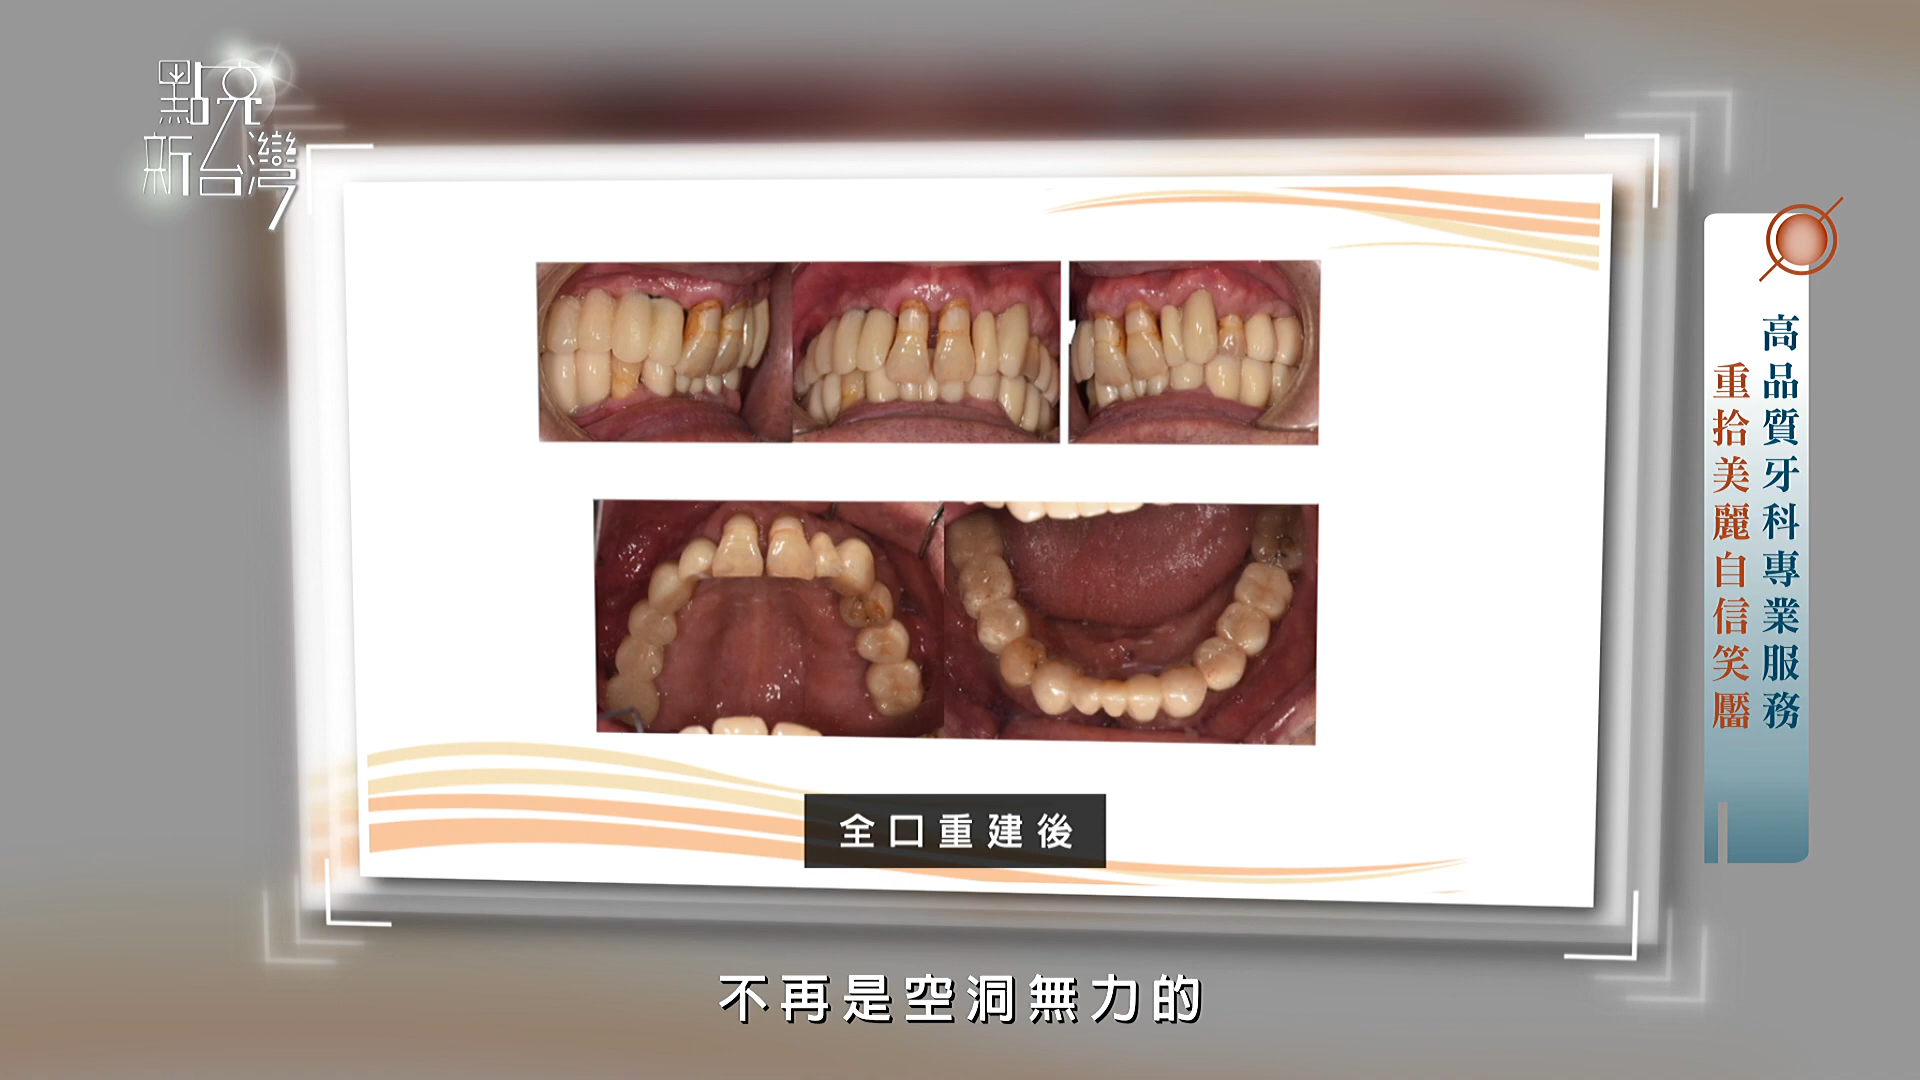 點亮
新台灣
高品質牙科專業服務
重拾美麗自信笑靨
全口重建後
不再是空洞無力的